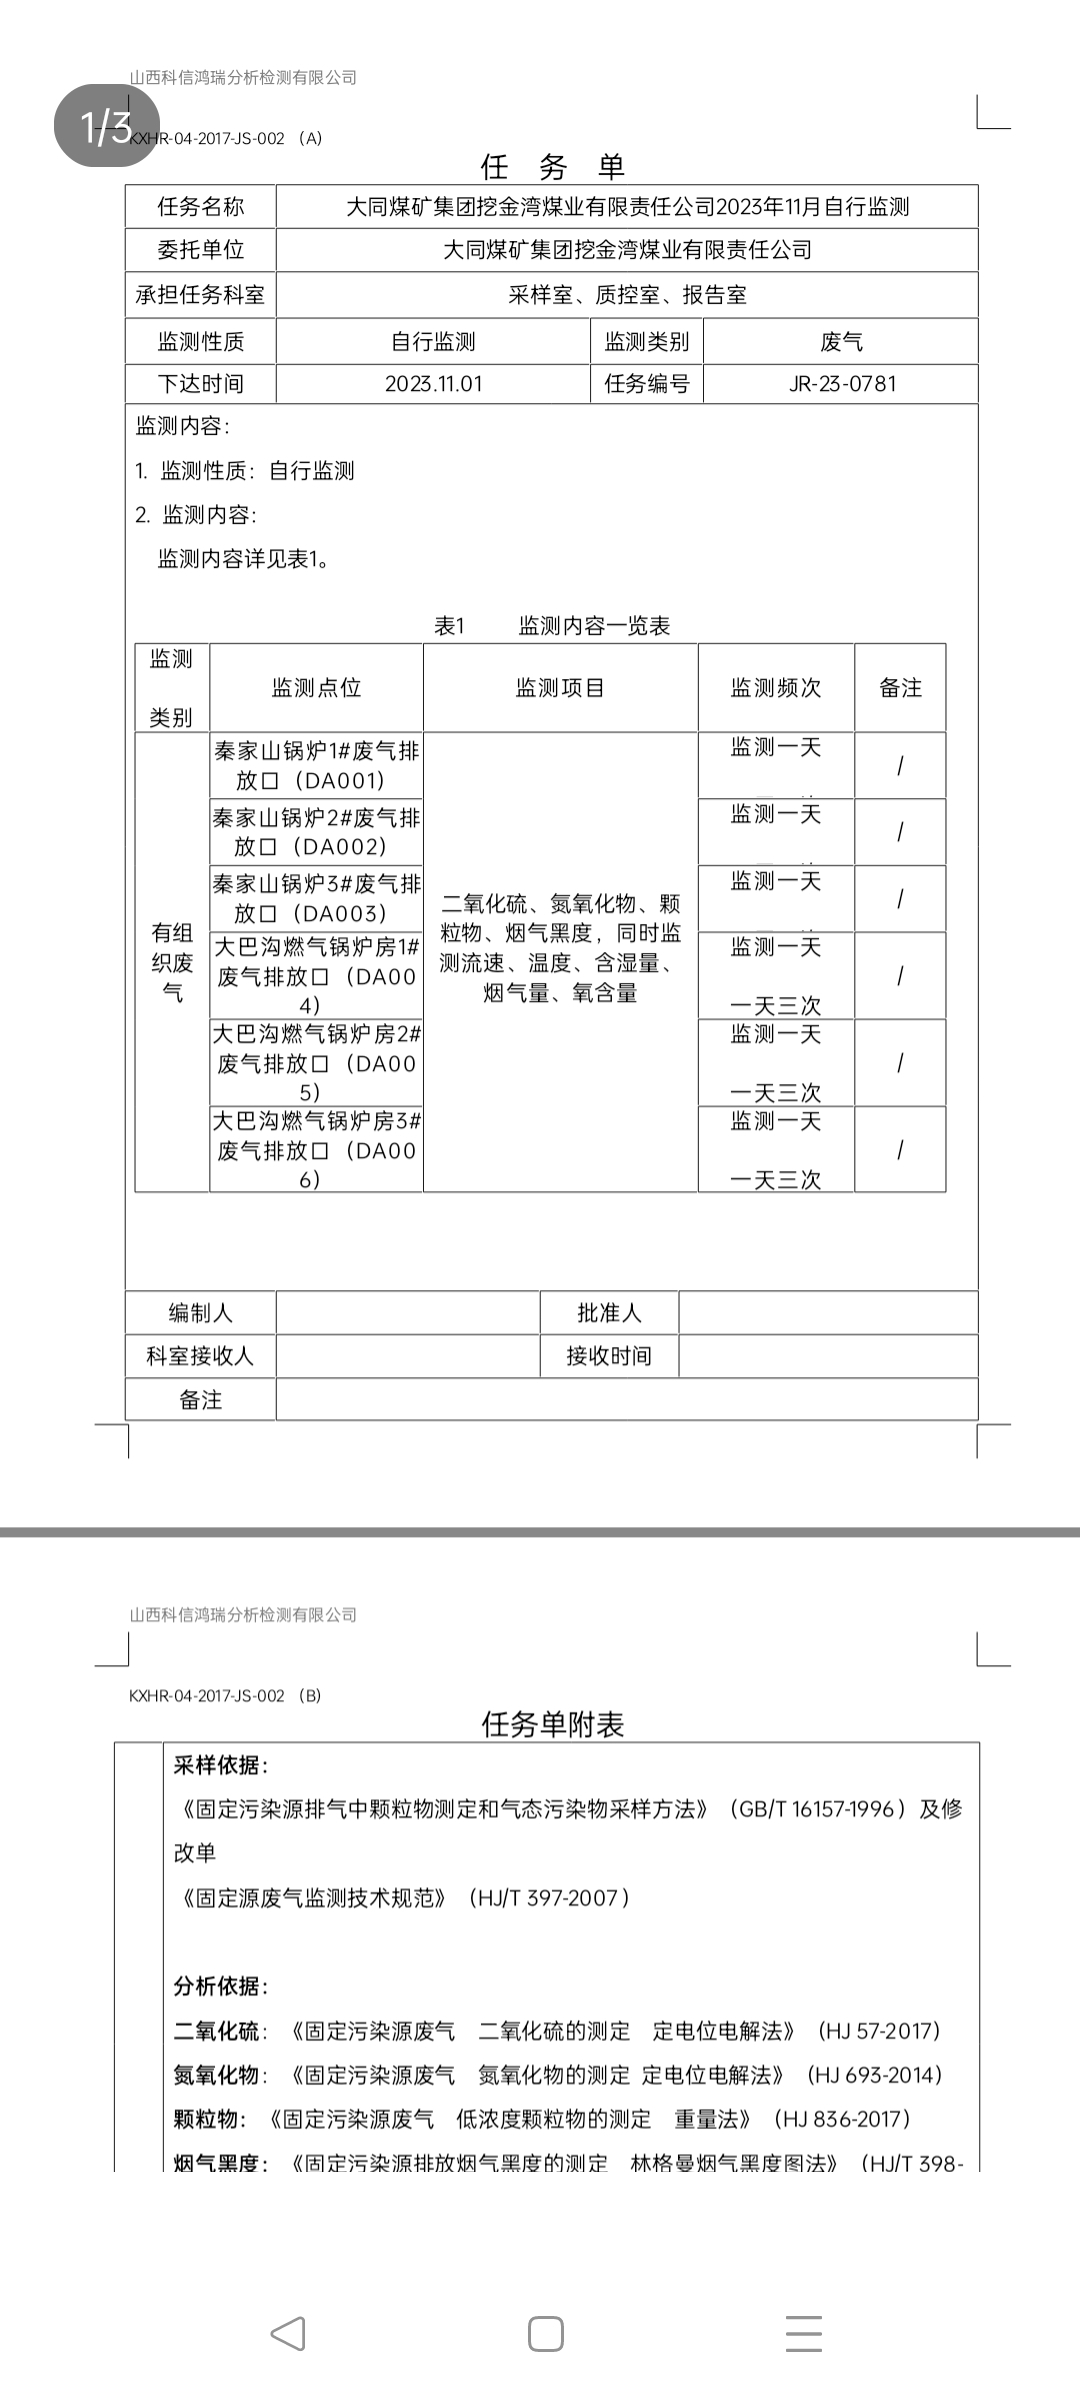 山西科信鸿瑞分析检测有限公司
1/3
KXHR-04-2017-JS-002 （A）
任 务 单
任务名称 大同煤矿集团挖金湾煤业有限责任公司2023年11月自行监测
委托单位 大同煤矿集团挖金湾煤业有限责任公司
承担任务科室 采样室、质控室、报告室
监测性质 自行监测 监测类别 废气
下达时间 2023.11.01 任务编号 JR-23-0781
监测内容：
1. 监测性质：自行监测
2. 监测内容：
监测内容详见表1。
表1 监测内容一览表
监测
类别
监测点位 监测项目 监测频次 备注
有组
织废
气
秦家山锅炉1#废气排
放口（DA001）
秦家山锅炉2#废气排
放口（DA002）
秦家山锅炉3#废气排
放口（DA003）
大巴沟燃气锅炉房1#
废气排放口（DA00
4）
大巴沟燃气锅炉房2#
废气排放口（DA00
5）
大巴沟燃气锅炉房3#
废气排放口（DA00
6）
二氧化硫、氮氧化物、颗
粒物、烟气黑度，同时监
测流速、温度、含湿量、
烟气量、氧含量
监测一天
/
监测一天
/
监测一天
/
监测一天
一天三次
/
监测一天
一天三次
/
监测一天
一天三次
/
编制人 批准人
科室接收人 接收时间
备注
山西科信鸿瑞分析检测有限公司
KXHR-04-2017-JS-002 （B）
任务单附表
采样依据：
《固定污染源排气中颗粒物测定和气态污染物采样方法》（GB/T 16157-1996）及修
改单
《固定源废气监测技术规范》（HJ/T 397-2007）
分析依据：
二氧化硫：《固定污染源废气 二氧化硫的测定 定电位电解法》（HJ 57-2017）
氮氧化物：《固定污染源废气 氮氧化物的测定 定电位电解法》（HJ 693-2014）
颗粒物：《固定污染源废气 低浓度颗粒物的测定 重量法》（HJ 836-2017）
烟气黑度：《固定污染源排放烟气黑度的测定 林格曼烟气黑度图法》（HJ/T 398-